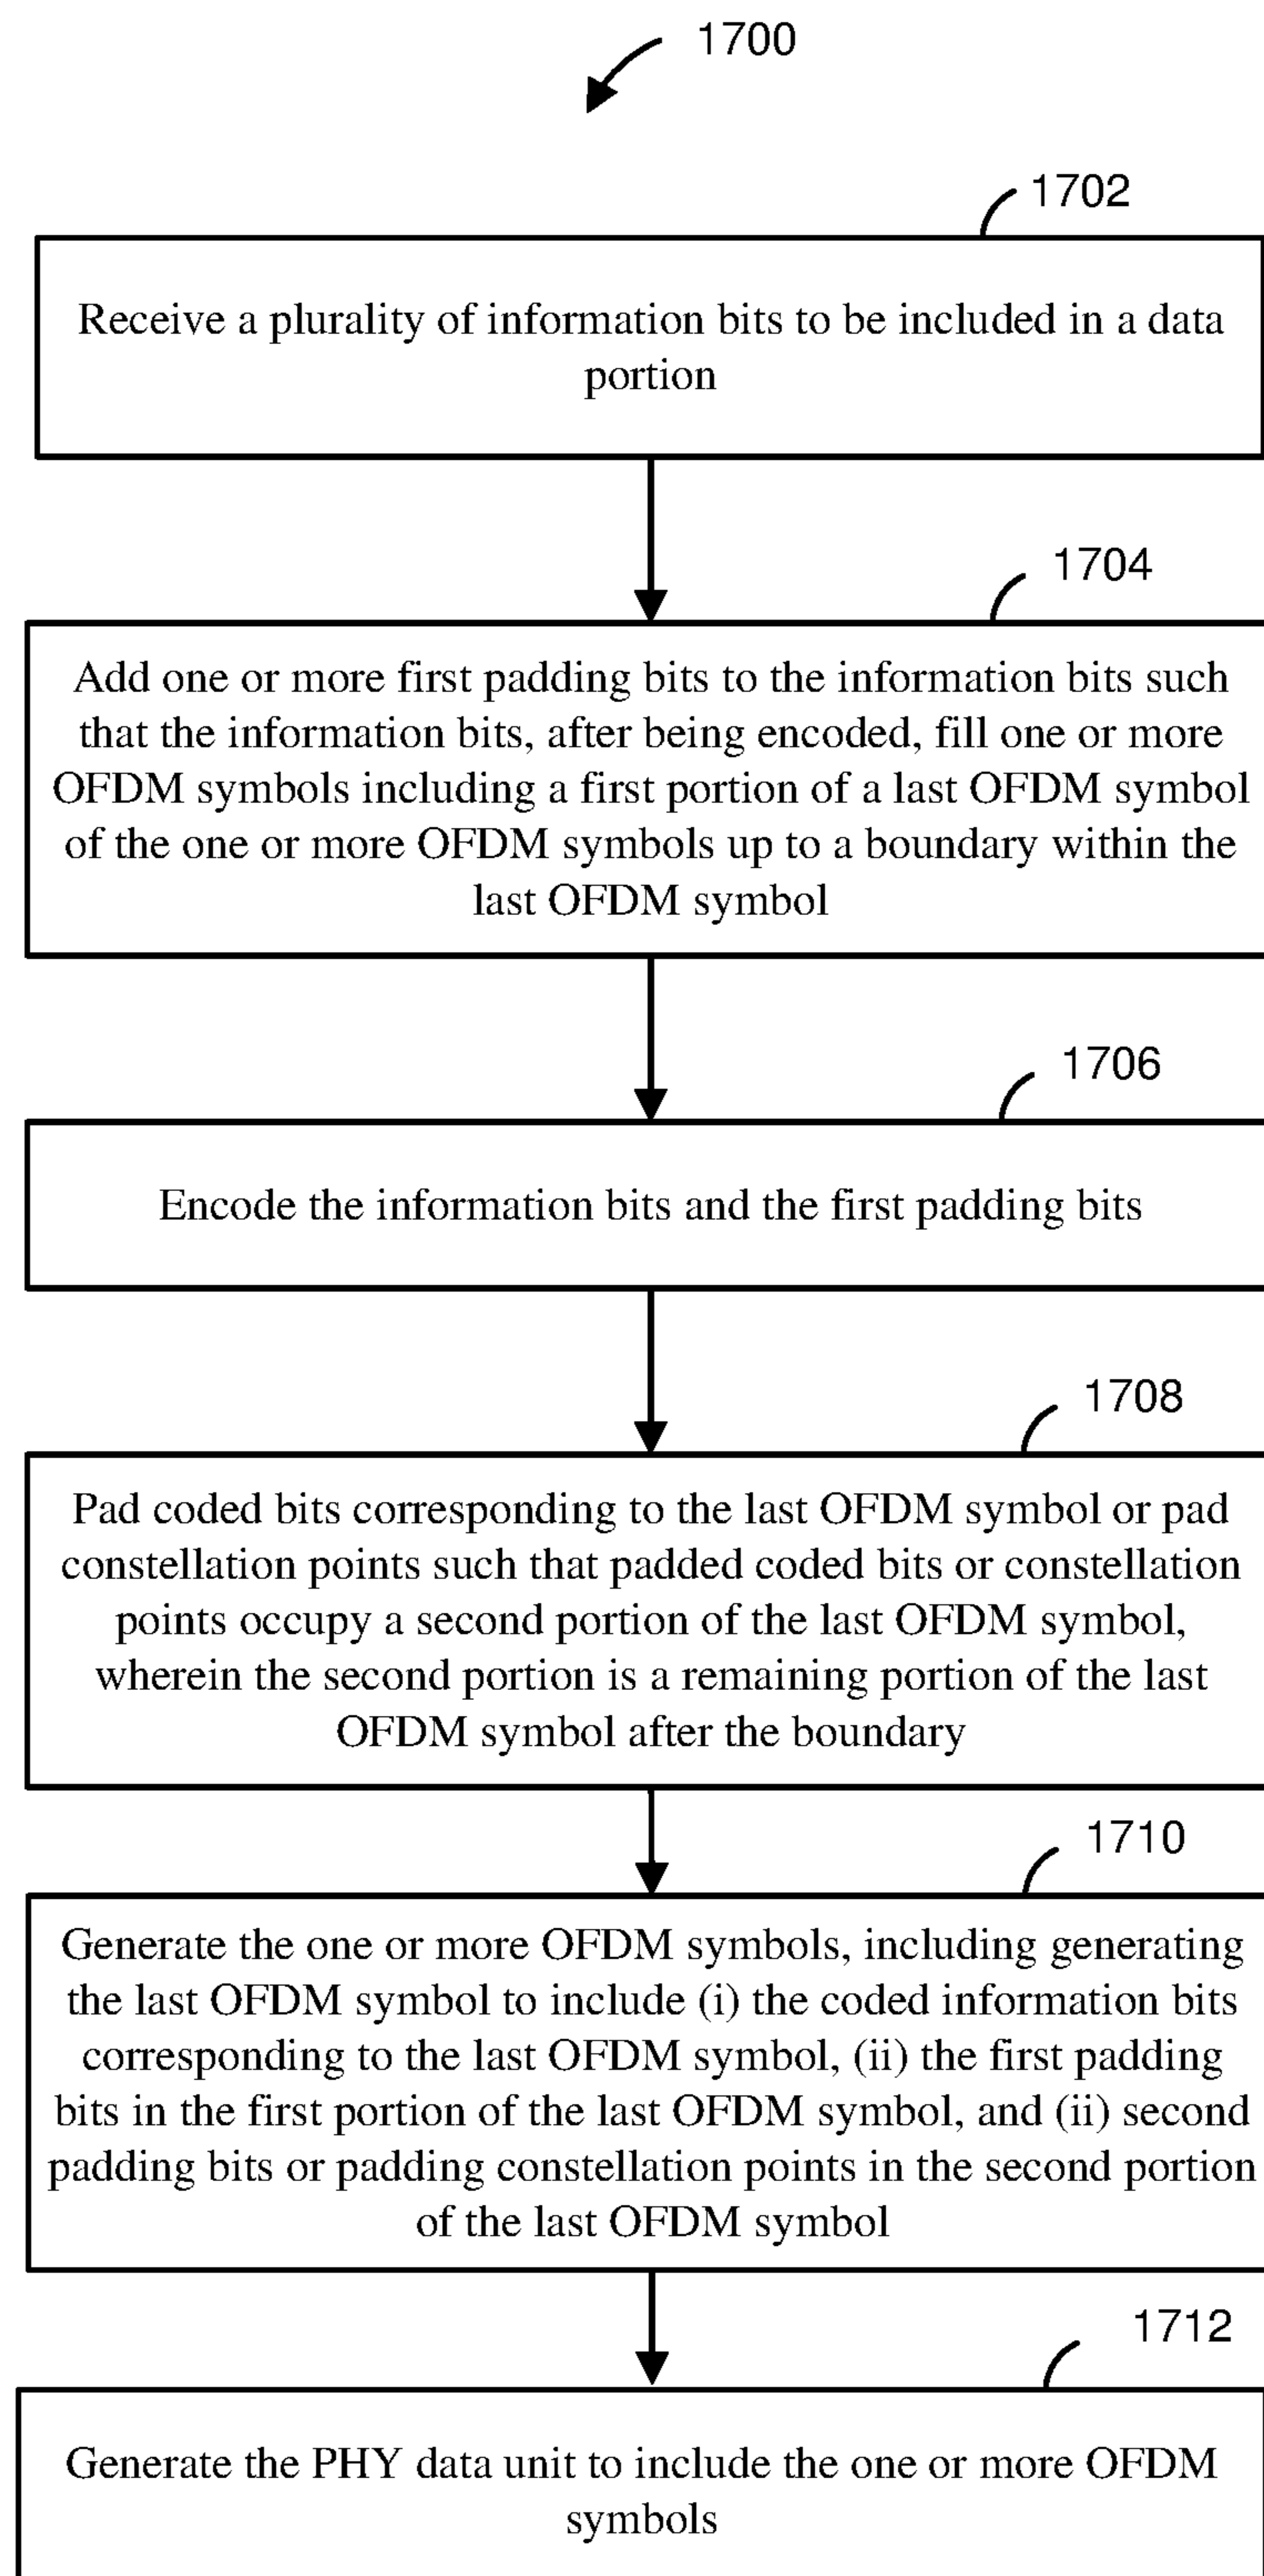 1700
1702
Receive a plurality of information bits to be included in a data
portion
1704
Add one or more first padding bits to the information bits such
that the information bits, after being encoded, fill one or more
OFDM symbols including a first portion of a last OFDM symbol
of the one or more OFDM symbols up to a boundary within the
last OFDM symbol
1706
Encode the information bits and the first padding bits
1708
Pad coded bits corresponding to the last OFDM symbol or pad
constellation points such that padded coded bits or constellation
points occupy a second portion of the last OFDM symbol,
wherein the second portion is a remaining portion of the last
OFDM symbol after the boundary
1710
Generate the one or more OFDM symbols, including generating
the last OFDM symbol to include (i) the coded information bits
corresponding to the last OFDM symbol, (ii) the first padding
bits in the first portion of the last OFDM symbol, and (ii) second
padding bits or padding constellation points in the second portion
of the last OFDM symbol
1712
Generate the PHY data unit to include the one or more OFDM
symbols